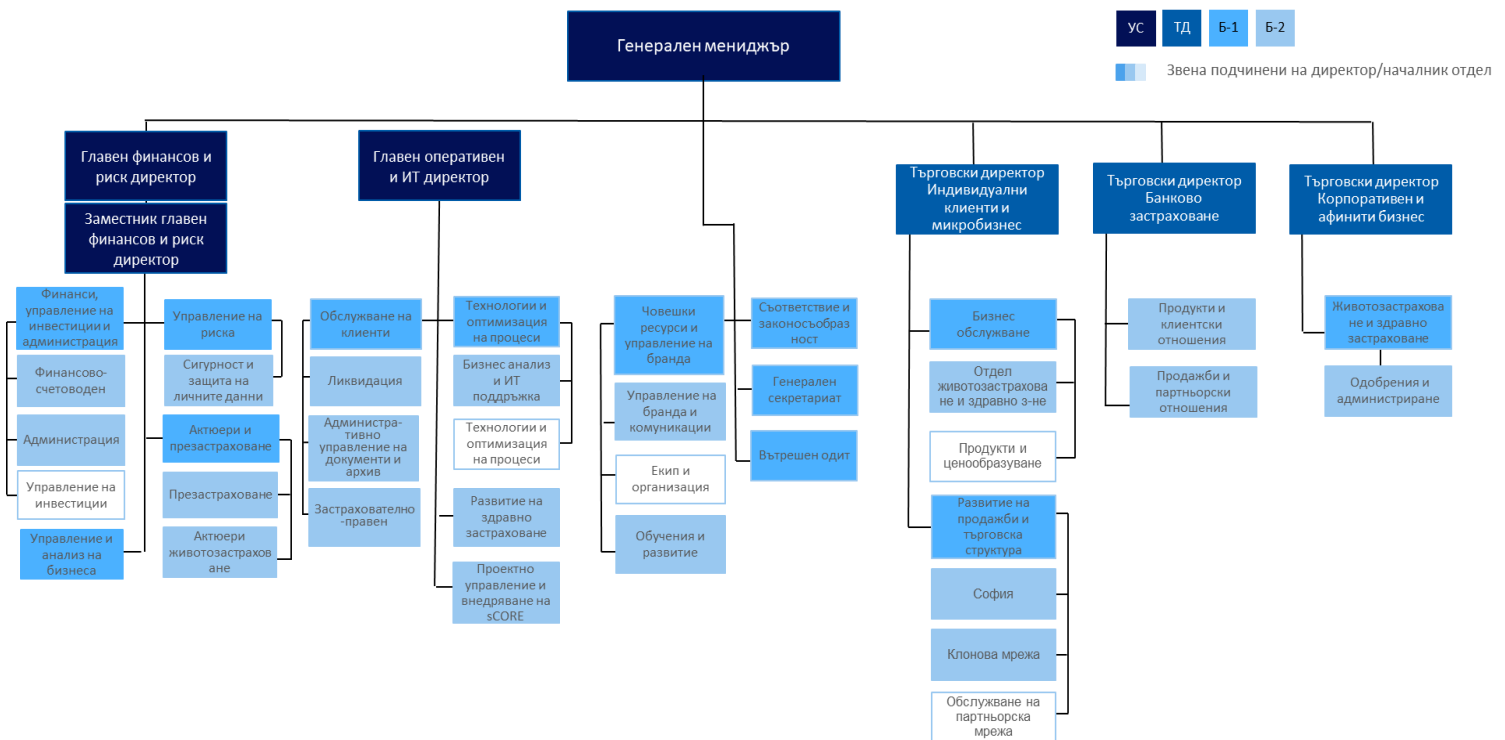 Генерален мениджър
УС
ТД
Б-1
Б-2
Звена подчинени на директор/началник отдел
Главен финансов и
риск директор
Заместник главен
финансов и риск
директор
Главен оперативен
и ИТ директор
Търговски директор
Индивидуални
клиенти и
микробизнес
Търговски директор
Банково
застраховане
Търговски директор
Корпоративен и
афинити бизнес
Финанси,
управление на
инвестиции и
администрация
Финансово-
счетоводен
Администрация
Управление на
инвестиции
Управление и
анализ на
бизнеса
Управление на
риска
Сигурност и
защита на
личните данни
Актюери и
презастраховане
Презастраховане
Актюери
животозастрахов
ане
Обслужване на
клиенти
Ликвидация
Администра-
тивно
управление на
документи и
архив
Застрахователно
-правен
Технологии и
оптимизация
на процеси
Бизнес анализ
и ИТ
поддръжка
Технологии и
оптимизация
на процеси
Развитие на
здравно
застраховане
Проектно
управление и
внедряване на
sCORE
Човешки
ресурси и
управление на
бранда
Управление на
бранда и
комуникации
Екип и
организация
Обучения и
развитие
Съответствие и
законосъобраз
ност
Генерален
секретариат
Вътрешен одит
Бизнес
обслужване
Отдел
животозастрахова
не и здравно з-не
Продукти и
ценообразуване
Развитие на
продажби и
търговска
структура
София
Клонова мрежа
Обслужване на
партньорска
мрежа
Продукти и
клиентски
отношения
Продажби и
партньорски
отношения
Животозастрахова
не и здравно
застраховане
Одобрения и
администриране